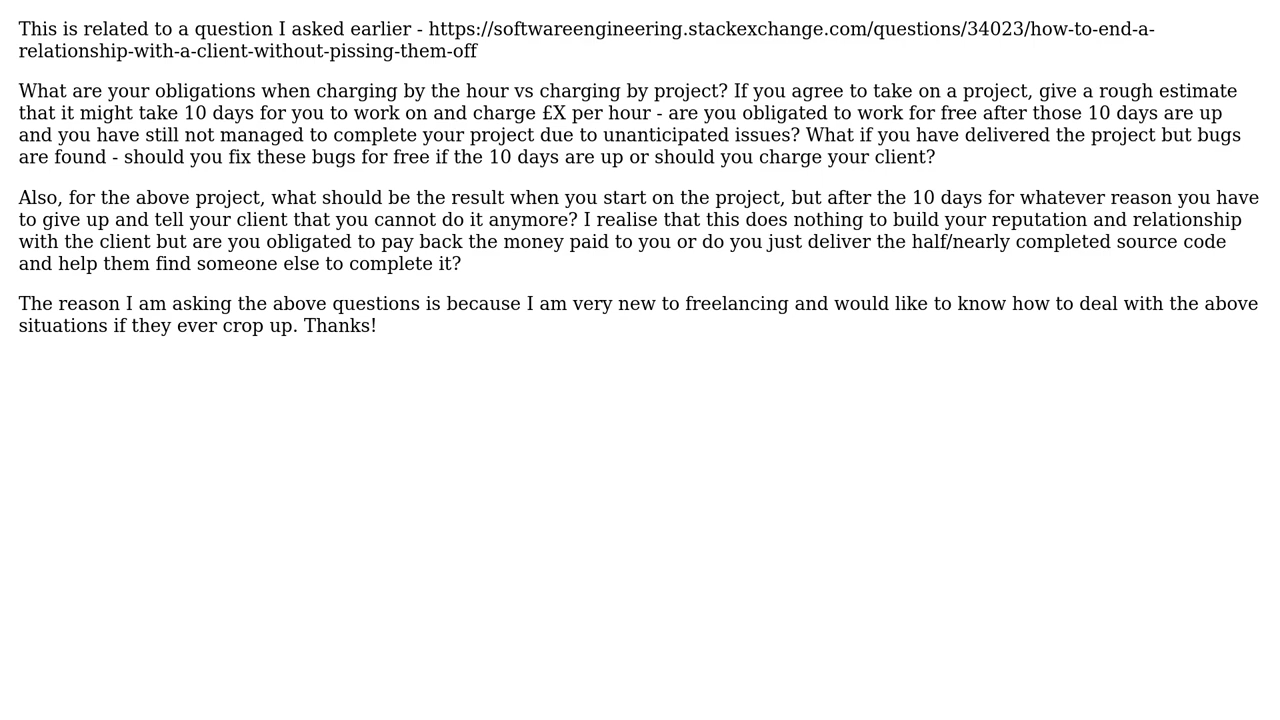 This is related to a question I asked earlier - https://softwareengineering.stackexchange.com/questions/34023/how-to-end-a-
relationship-with-a-client-without-pissing-them-off
What are your obligations when charging by the hour vs charging by project? If you agree to take on a project, give a rough estimate
that it might take 10 days for you to work on and charge £X per hour - are you obligated to work for free after those 10 days are up
and you have still not managed to complete your project due to unanticipated issues? What if you have delivered the project but bugs
are found - should you fix these bugs for free if the 10 days are up or should you charge your client?
Also, for the above project, what should be the result when you start on the project, but after the 10 days for whatever reason you have
to give up and tell your client that you cannot do it anymore? I realise that this does nothing to build your reputation and relationship
with the client but are you obligated to pay back the money paid to you or do you just deliver the half/nearly completed source code
and help them find someone else to complete it?
The reason I am asking the above questions is because I am very new to freelancing and would like to know how to deal with the above
situations if they ever crop up. Thanks!